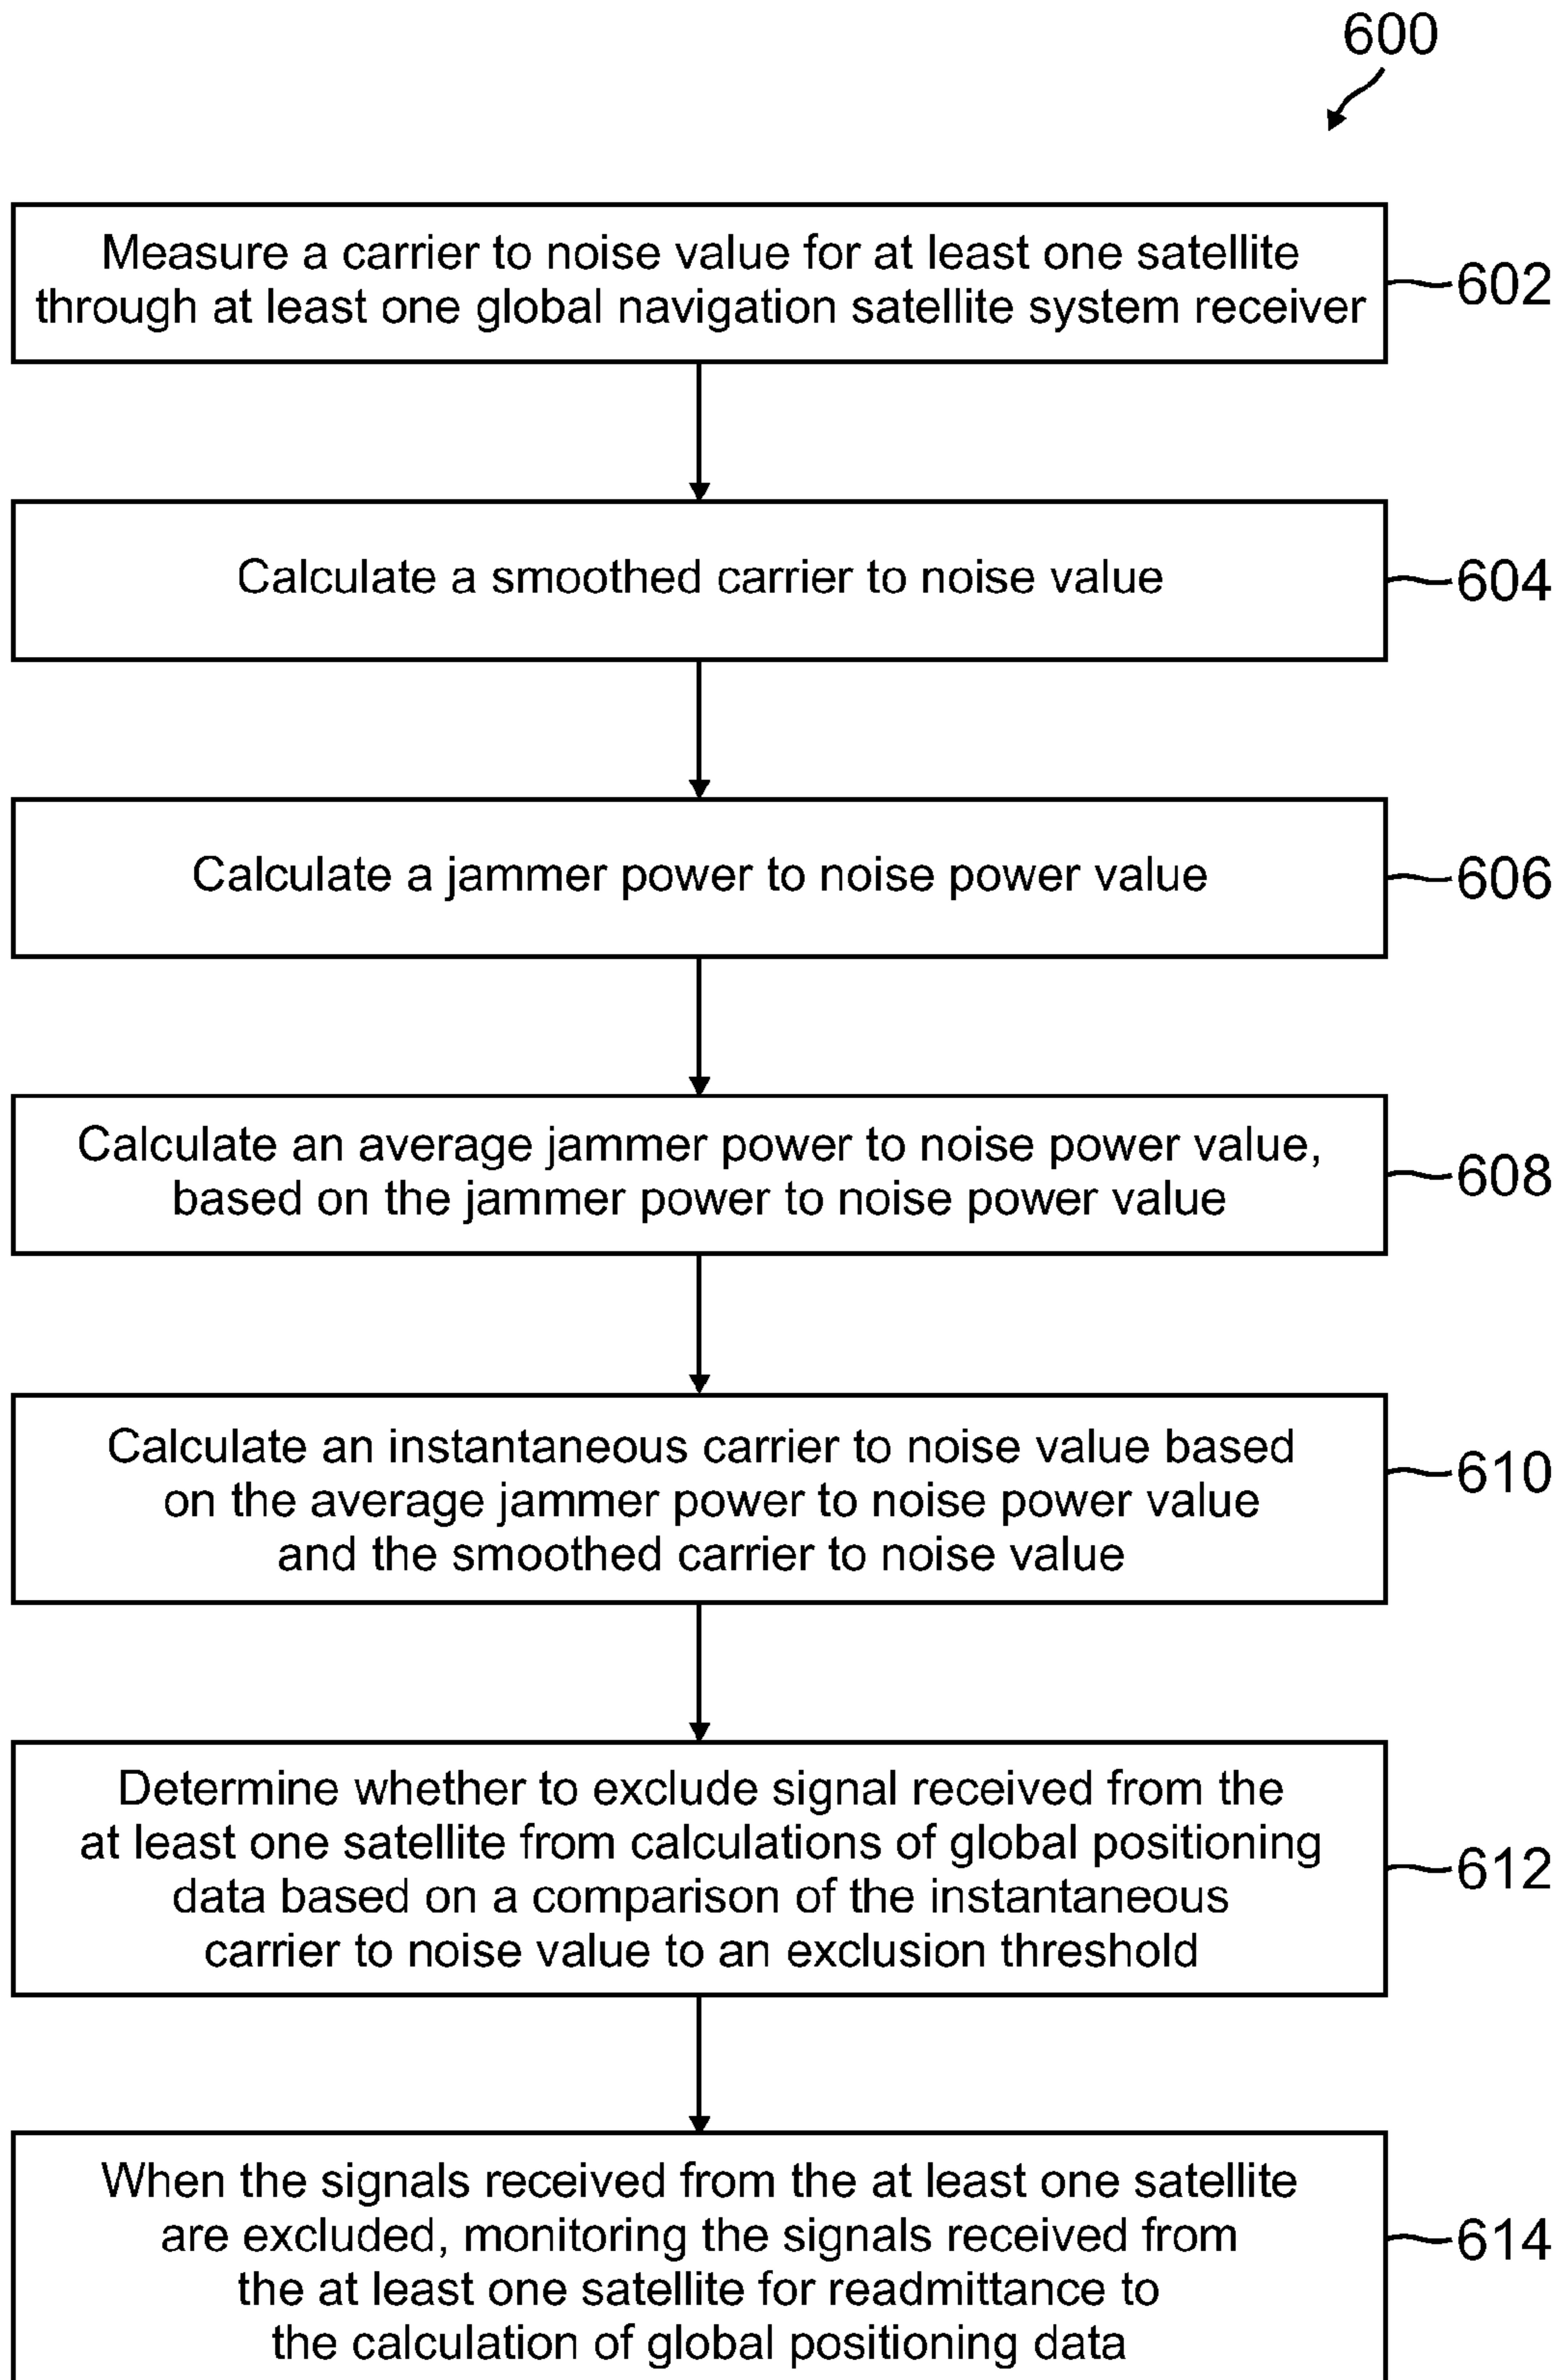 600
Measure a carrier to noise value for at least one satellite
through at least one global navigation satellite system receiver
602
Calculate a smoothed carrier to noise value
604
Calculate a jammer power to noise power value
606
Calculate an average jammer power to noise power value,
based on the jammer power to noise power value
608
Calculate an instantaneous carrier to noise value based
on the average jammer power to noise power value
and the smoothed carrier to noise value
610
Determine whether to exclude signal received from the
at least one satellite from calculations of global positioning
data based on a comparison of the instantaneous
carrier to noise value to an exclusion threshold
612
When the signals received from the at least one satellite
are excluded, monitoring the signals received from
the at least one satellite for readmittance to
the calculation of global positioning data
614